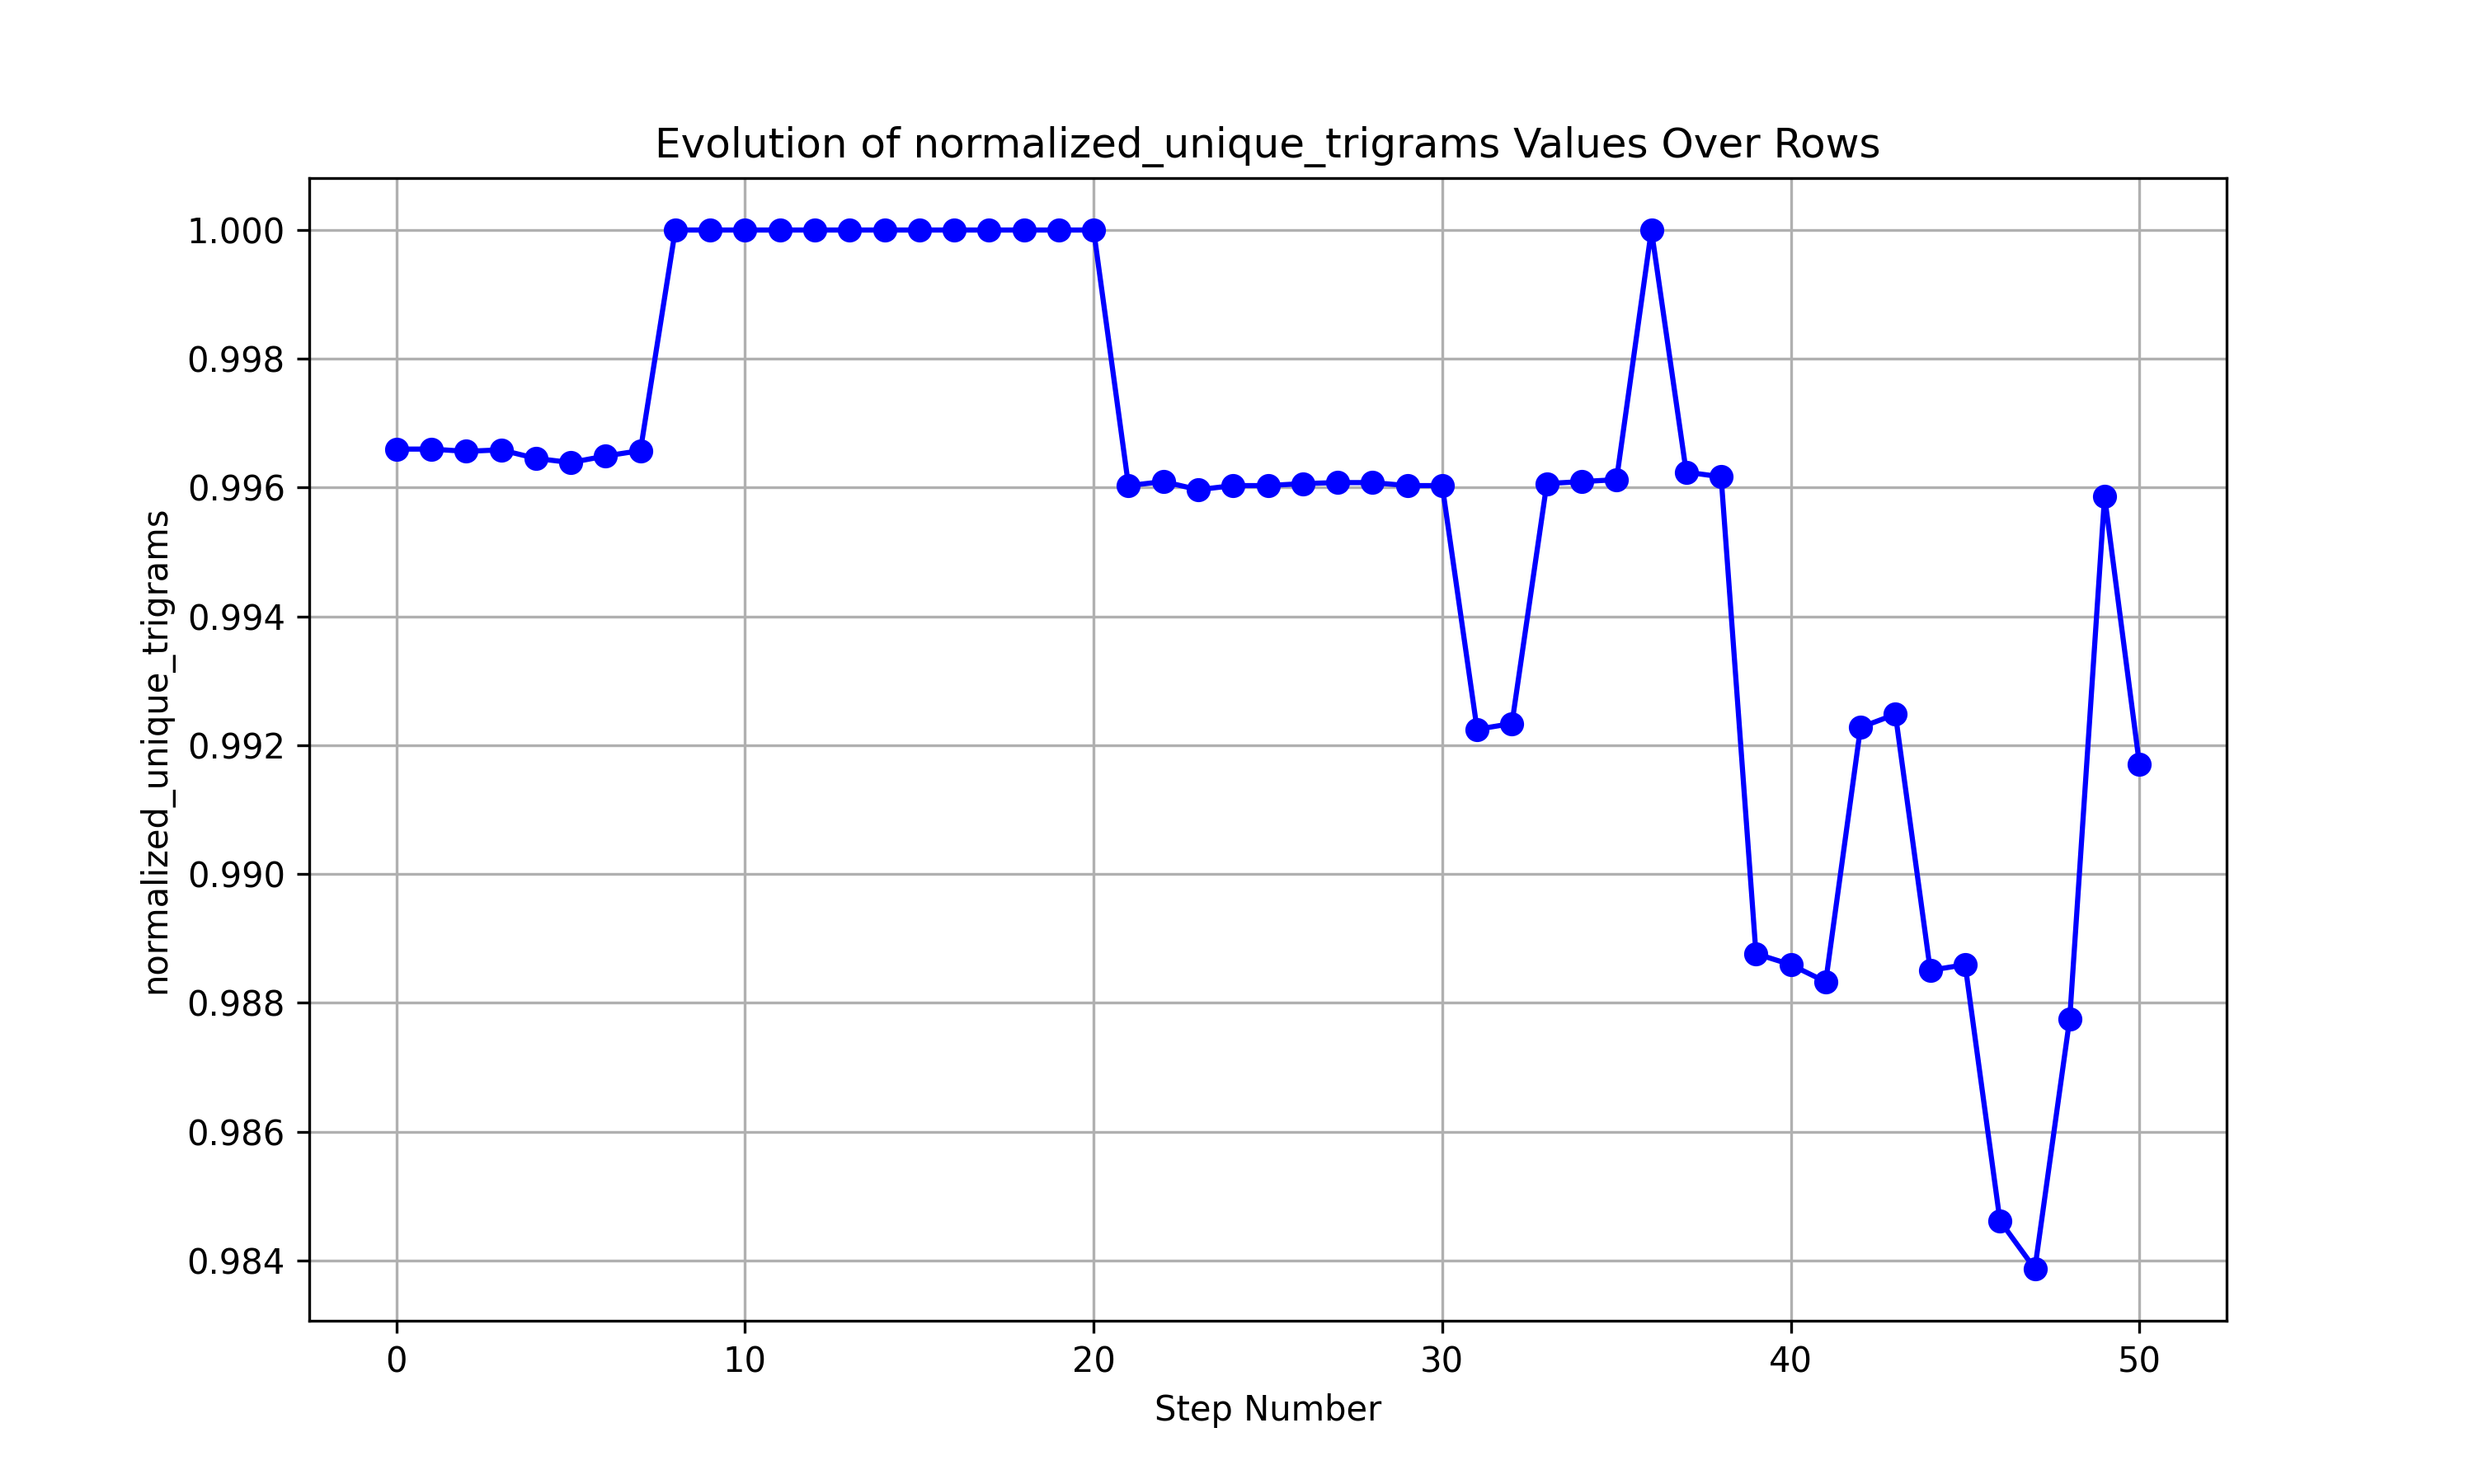 Evolution of normalized_unique_trigrams Values Over Rows
normalized_unique_trigrams
1.000
0.998
0.996
0.994
0.992
0.990
0.988
0.986
0.984
0 10 20 30 40 50
Step Number